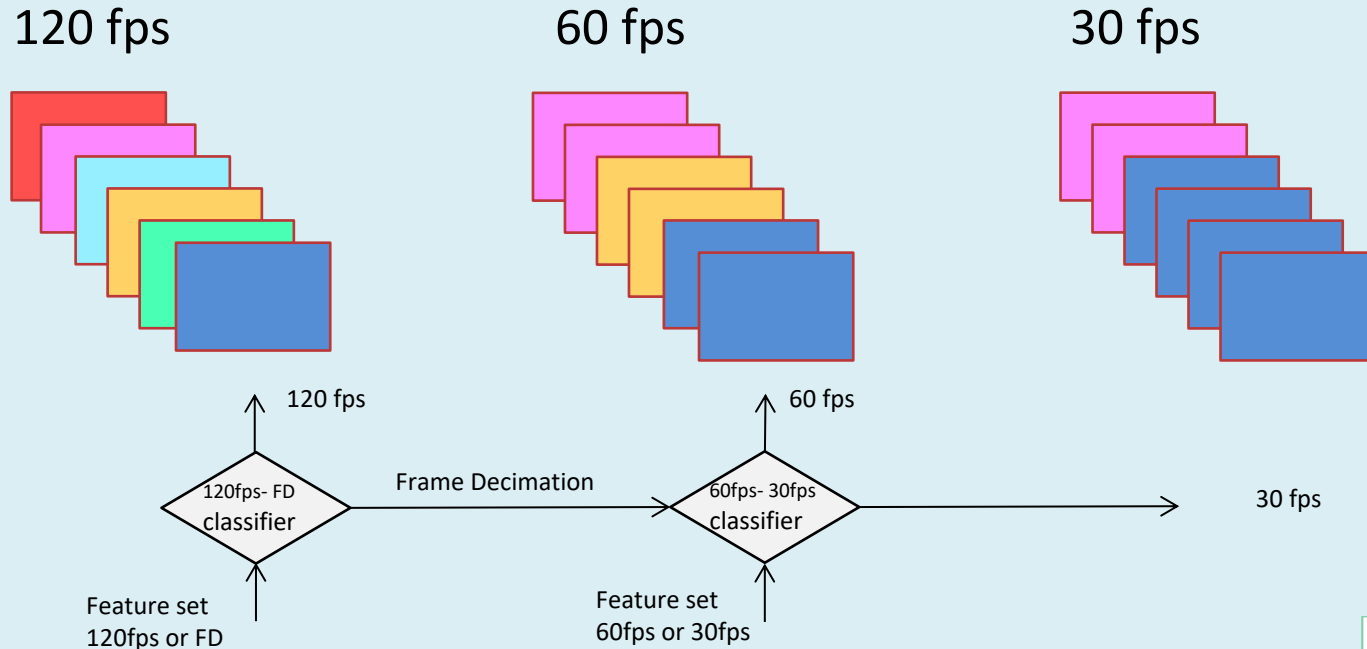 120 fps
60 fps
30 fps
120 fps
60 fps
120fps- FD
classifier
Frame Decimation
60fps- 30fps
classifier
30 fps
Feature set
120fps or FD
Feature set
60fps or 30fps